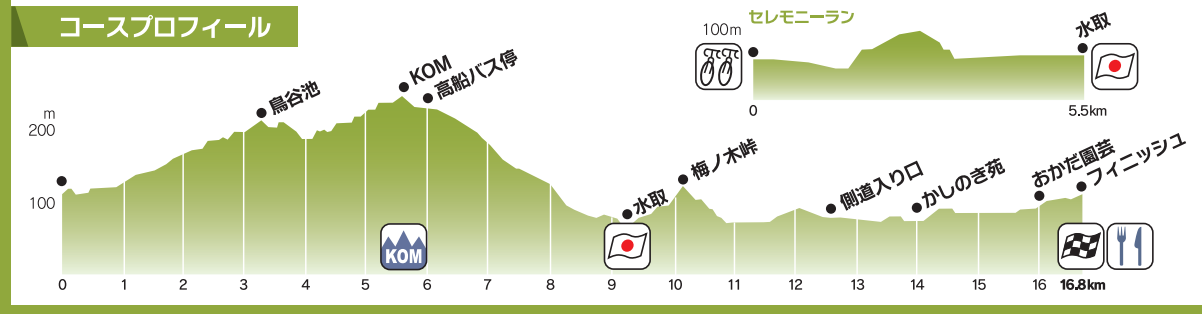 コースプロフィール
セレモニーラン
100m
水取
0
5.5km
m
200
100
鳥谷池
KOM
高船バス停
水取
梅ノ木峠
側道入り口
かしのき苑
おかだ園芸
フィニッシュ
KOM
0 1 2 3 4 5 6 7 8 9 10 11 12 13 14 15 16 16.8km